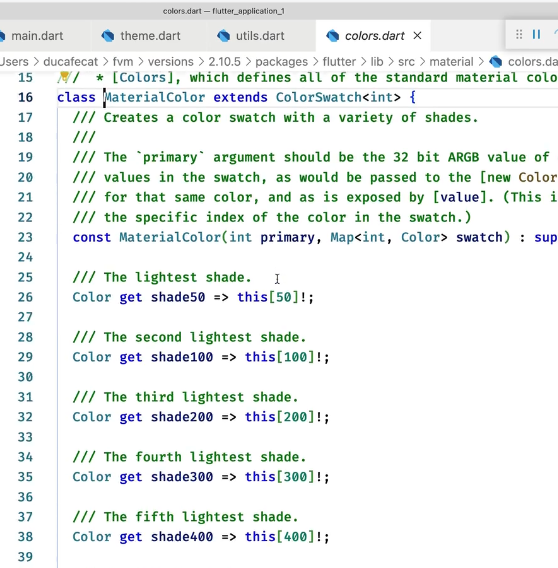 colors.dart — flutter_application_1
main.dart theme.dart utils.dart colors.dart
Users > ducafecat > fvm > versions > 2.10.5 > packages > flutter > lib > src > material > colors.da
15 /// * [Colors], which defines all of the standard material colo
16 class MaterialColor extends ColorSwatch<int> {
17 /// Creates a color swatch with a variety of shades.
18 ///
19 /// The `primary` argument should be the 32 bit ARGB value of
20 /// values in the swatch, as would be passed to the [new Color
21 /// for that same color, and as is exposed by [value]. (This i
22 /// the specific index of the color in the swatch.)
23 const MaterialColor(int primary, Map<int, Color> swatch) : sup
24
25 /// The lightest shade.
26 Color get shade50 => this[50]!;
27
28 /// The second lightest shade.
29 Color get shade100 => this[100]!;
30
31 /// The third lightest shade.
32 Color get shade200 => this[200]!;
33
34 /// The fourth lightest shade.
35 Color get shade300 => this[300]!;
36
37 /// The fifth lightest shade.
38 Color get shade400 => this[400]!;
39